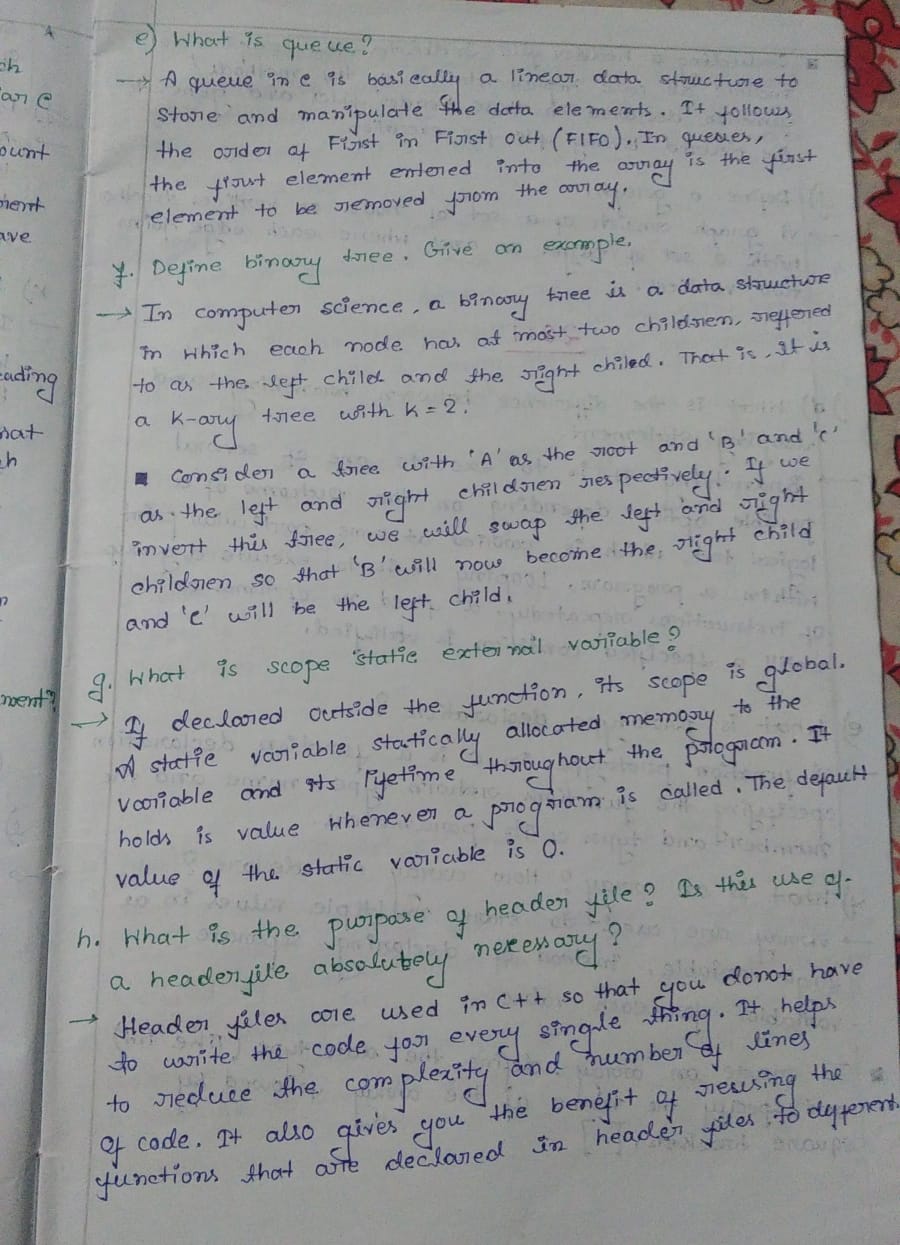 e) What is queue?
→ A queue in c is basically a linear data structure to
store and manipulate the data elements. It follows
the order of First in First out (FIFO). In queues,
the first element entered into the array is the first
element to be removed from the array.
f. Define binary tree. Give an example.
→ In computer science, a binary tree is a data structure
in which each node has at most two children, reffered
to as the left child and the right chiled. That is, It is
a K-ary tree with K = 2.
▪ Consider a tree with 'A' as the root and 'B' and 'C'
as the left and right children respectively. If we
invert this tree, we will swap the left and right
children so that 'B' will now become the right child
and 'C' will be the left child.
g. What is scope static external variable?
→ If declared outside the function, its scope is global.
A static variable statically allocated memory to the
variable and its lifetime throughout the program. It
holds is value whenever a program is called. The default
value of the static variable is 0.
h. What is the purpose of header file? Is this use of
a headerfile absolutely necessary?
→ Header files are used in C++ so that you donot have
to write the code for every single thing. It helps
to reduce the complexity and number of lines
of code. It also gives you the benefit of reusing the
functions that are declared in header files to different
ch
are
ount
ment
ave
eading
hat
ch
ment?